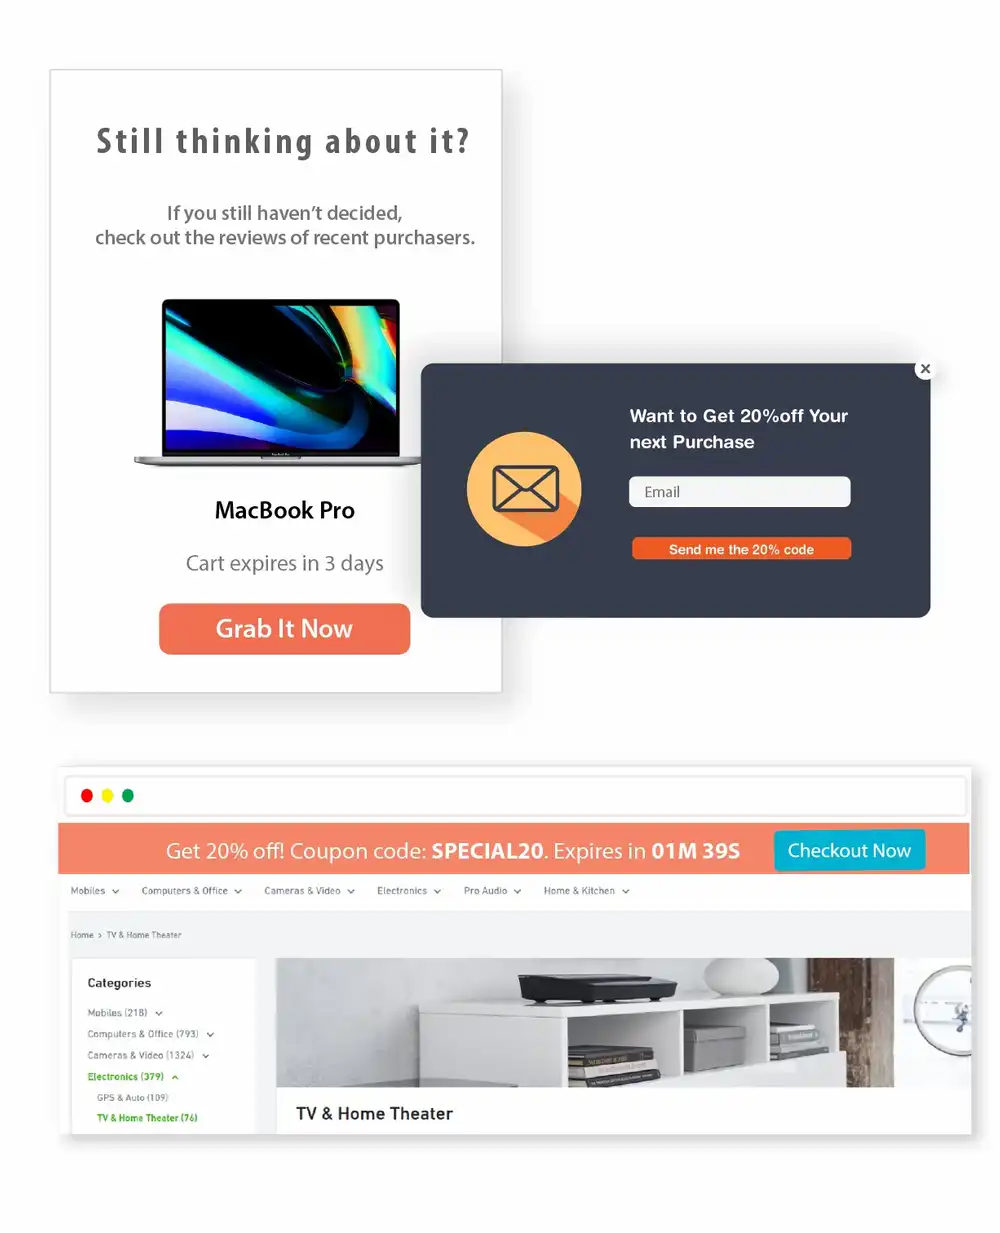 Still thinking about it?
If you still haven't decided,
check out the reviews of recent purchasers.
MacBook Pro
Cart expires in 3 days
Grab It Now
Want to Get 20%off Your
next Purchase
Email
Send me the 20% code
Get 20% off! Coupon code: SPECIAL20. Expires in 01M 39S
Checkout Now
Mobiles Computers & Office Cameras & Video Electronics Pro Audio Home & Kitchen
Home > TV & Home Theater
Categories
Mobiles (218)
Computers & Office (793)
Cameras & Video (1324)
Electronics (379)
GPS & Auto (109)
TV & Home Theater (76)
TV & Home Theater